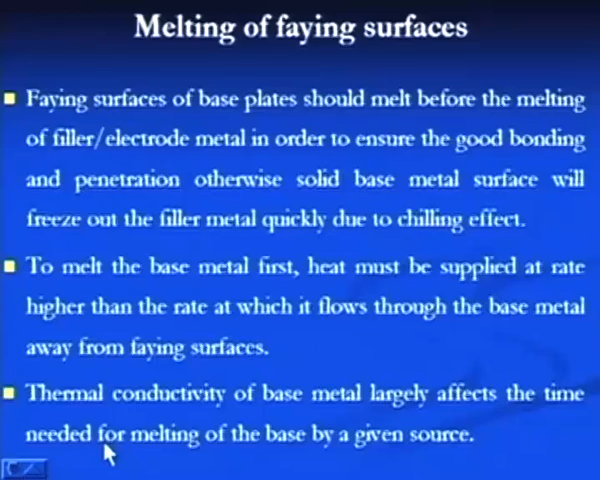 Melting of faying surfaces
Faying surfaces of base plates should melt before the melting
of filler/electrode metal in order to ensure the good bonding
and penetration otherwise solid base metal surface will
freeze out the filler metal quickly due to chilling effect.
To melt the base metal first, heat must be supplied at rate
higher than the rate at which it flows through the base metal
away from faying surfaces.
Thermal conductivity of base metal largely affects the time
needed for melting of the base by a given source.